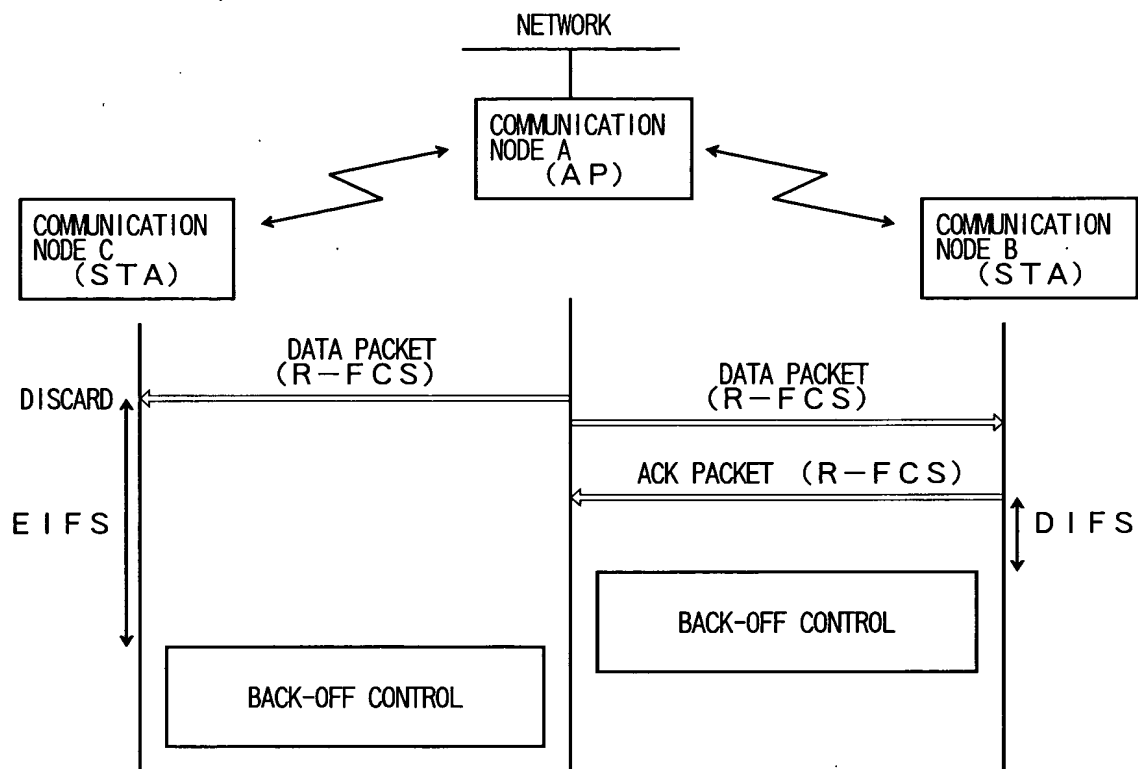 NETWORK
COMMUNICATION
NODE A
(AP)
COMMUNICATION
NODE C
(STA)
COMMUNICATION
NODE B
(STA)
DATA PACKET
(R-FCS)
DATA PACKET
(R-FCS)
DISCARD
ACK PACKET (R-FCS)
EIFS
DIFS
BACK-OFF CONTROL
BACK-OFF CONTROL